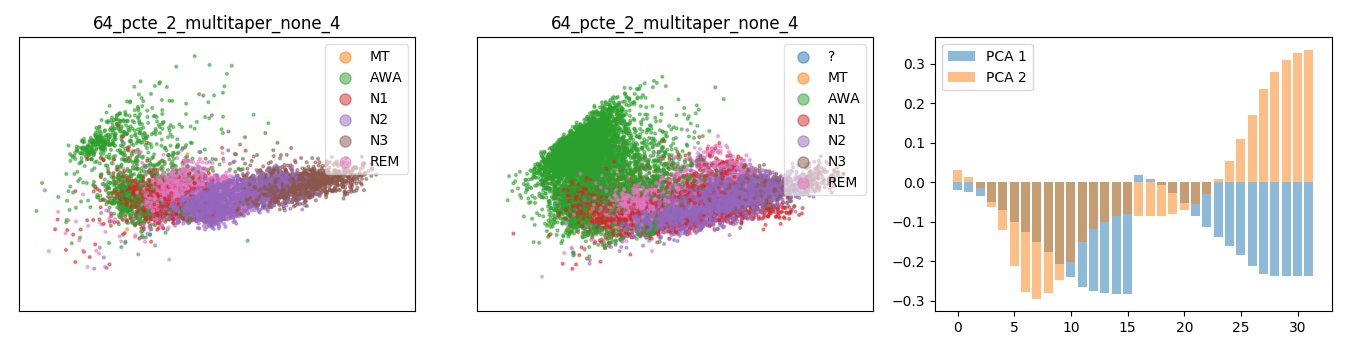 64_pcte_2_multitaper_none_4
MT
AWA
N1
N2
N3
REM
64_pcte_2_multitaper_none_4
?
MT
AWA
N1
N2
N3
REM
PCA 1
PCA 2
0.3
0.2
0.1
0.0
−0.1
−0.2
−0.3
0 5 10 15 20 25 30